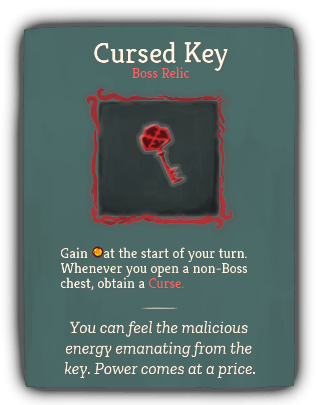 Cursed Key
Boss Relic
Gain at the start of your turn.
Whenever you open a non-Boss
chest, obtain a Curse.
You can feel the malicious
energy emanating from the
key. Power comes at a price.